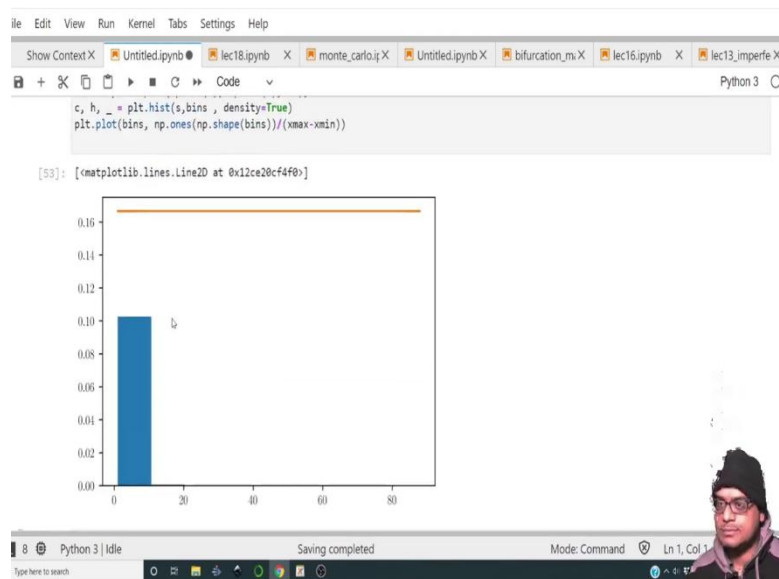 ile Edit View Run Kernel Tabs Settings Help
Show Context X Untitled.ipynb lec18.ipynb X monte_carlo.ip X Untitled.ipynb X bifurcation_m X lec16.ipynb X lec13_imperfe X
Code Python 3
c, h, _ = plt.hist(s,bins , density=True)
plt.plot(bins, np.ones(np.shape(bins))/(xmax-xmin))
[53]: [<matplotlib.lines.Line2D at 0x12ce20cf4f0>]
0.16
0.14
0.12
0.10
0.08
0.06
0.04
0.02
0.00
0 20 40 60 80
8 Python 3 | Idle Saving completed Mode: Command Ln 1, Col 1
Type here to search